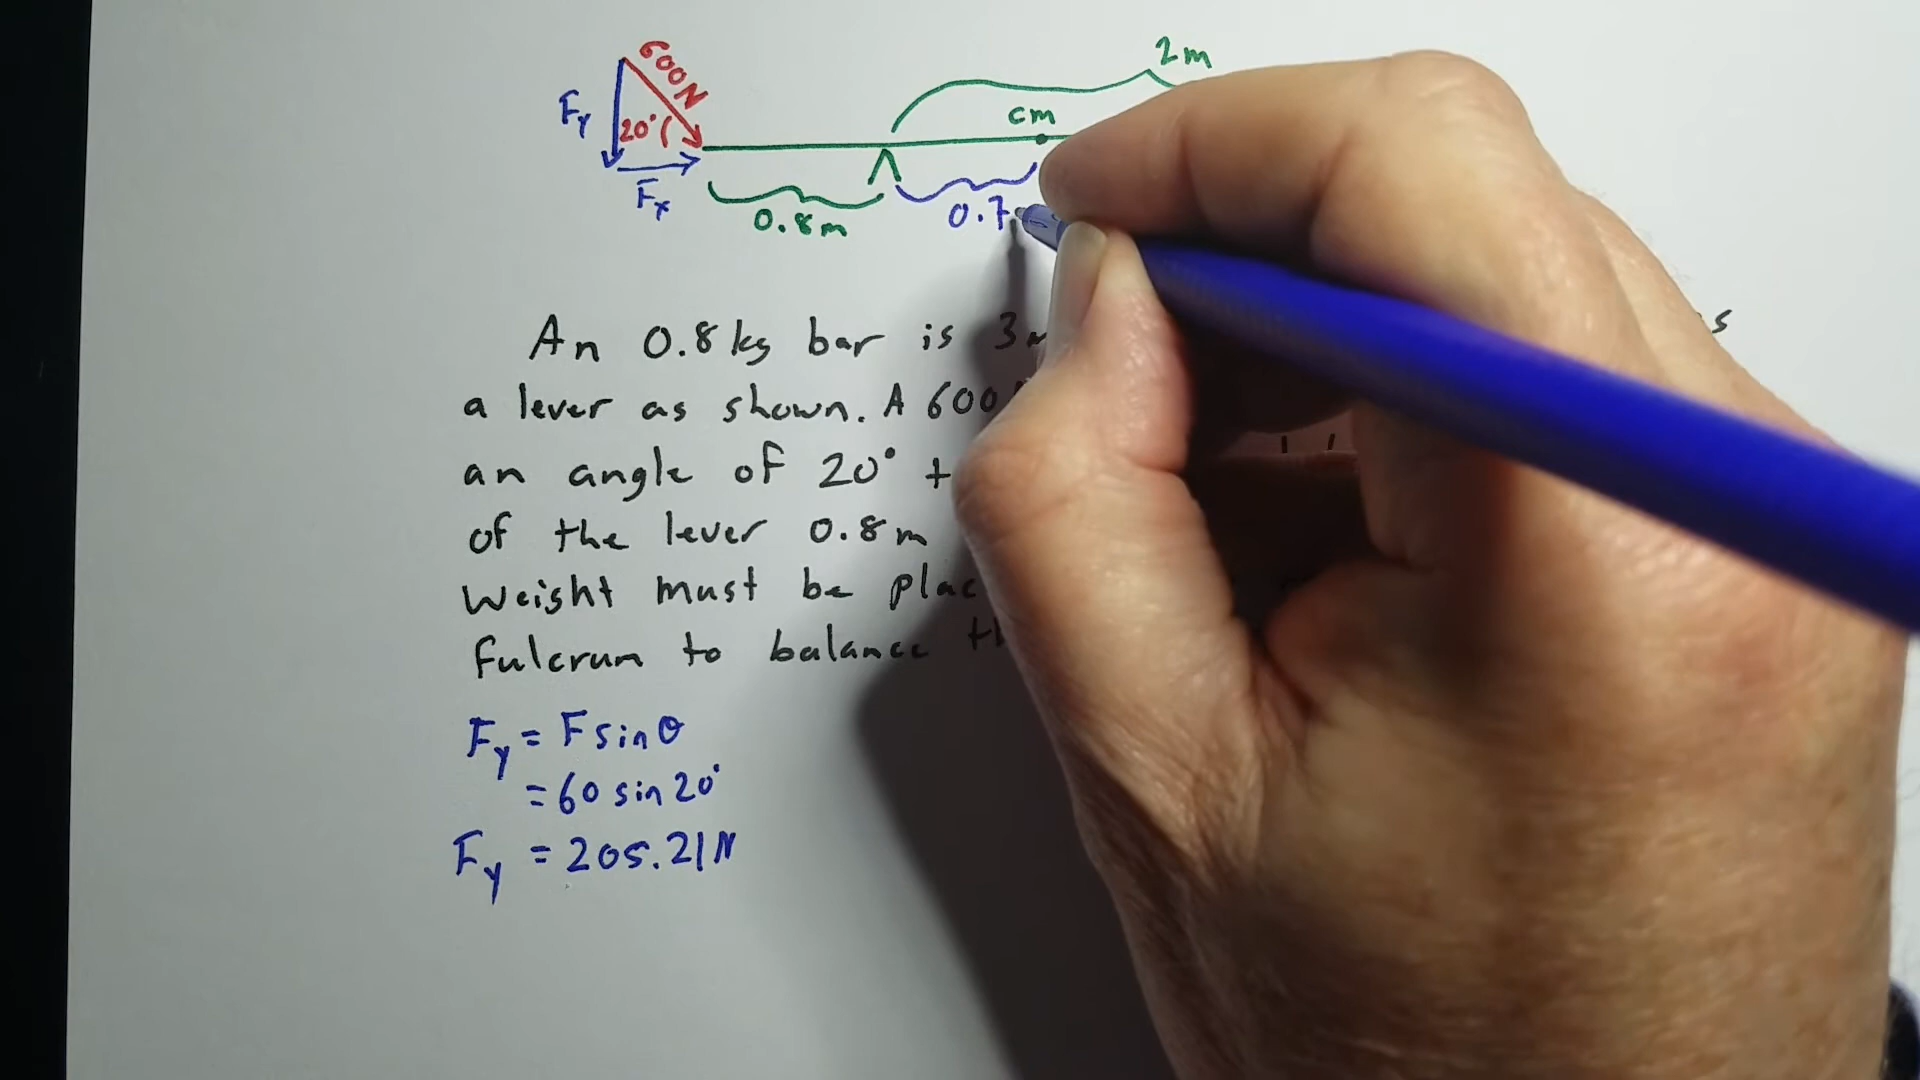 2m
600N
cm
Fy
20°
Fx
0.8m
0.7
An 0.8kg bar is 3
a lever as shown. A 600
an angle of 20°
of the lever 0.8m
Weight must be plac
fulcrum to balance
Fy = F sin θ
= 60 sin 20°
Fy = 205.21N